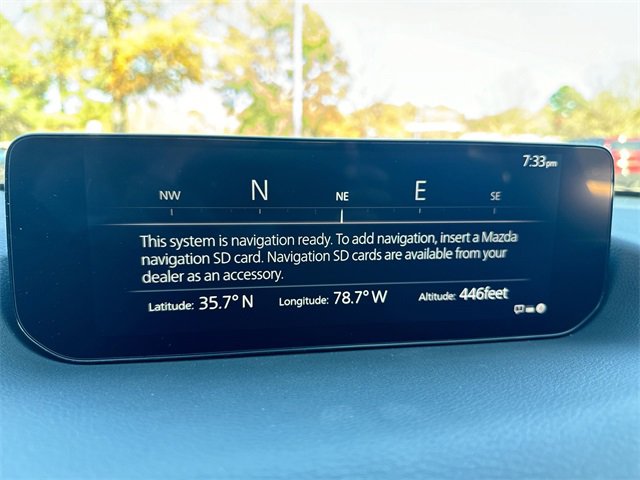 7:33pm
NW N NE E SE
This system is navigation ready. To add navigation, insert a Mazda
navigation SD card. Navigation SD cards are available from your
dealer as an accessory.
Latitude: 35.7° N Longitude: 78.7° W Altitude: 446feet